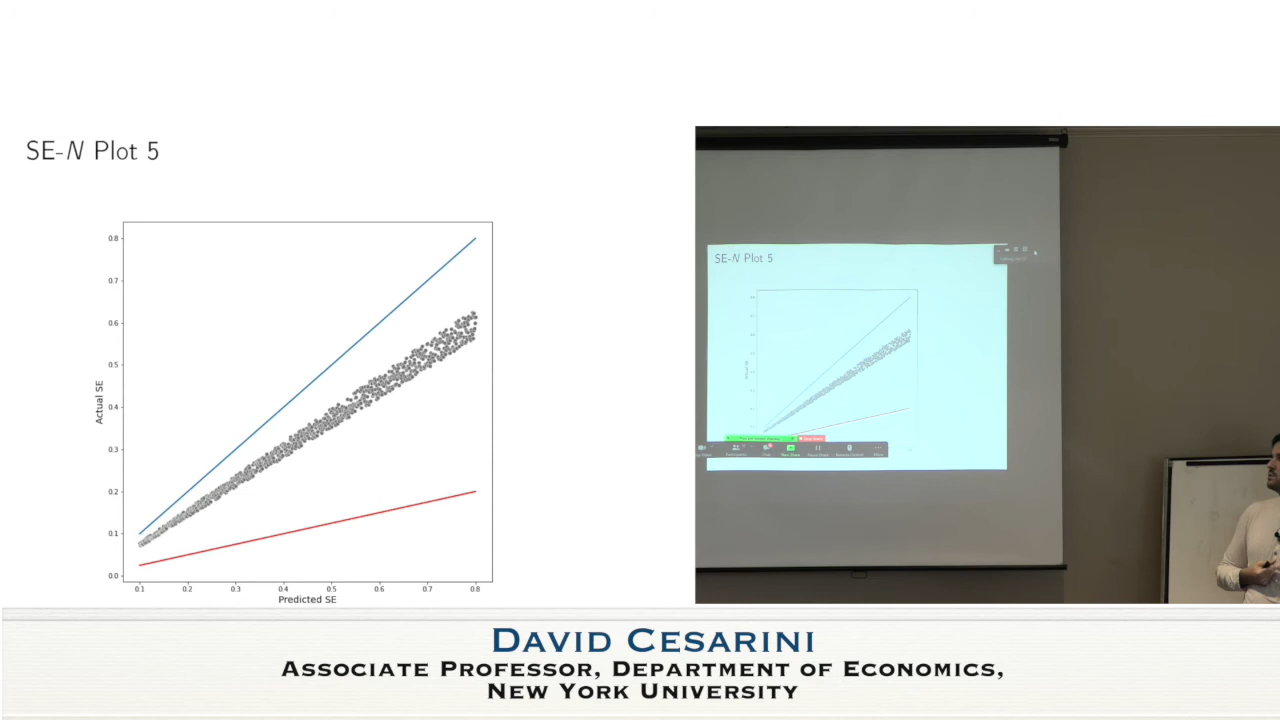 SE-N Plot 5
0.8
0.7
0.6
0.5
0.4
0.3
0.2
0.1
0.0
Actual SE
0.1 0.2 0.3 0.4 0.5 0.6 0.7 0.8
Predicted SE
SE-N Plot 5
DAVID CESARINI
ASSOCIATE PROFESSOR, DEPARTMENT OF ECONOMICS,
NEW YORK UNIVERSITY